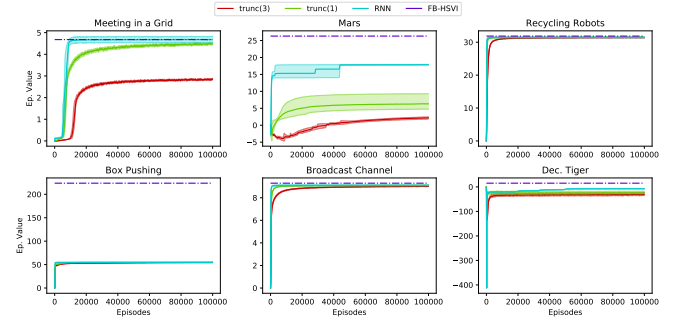 trunc(3) trunc(1) RNN FB-HSVI
Meeting in a Grid Mars Recycling Robots
Ep. Value
5
4
3
2
1
0
25
20
15
10
5
0
−5
30
20
10
0
0 20000 40000 60000 80000 100000
0 20000 40000 60000 80000 100000
0 20000 40000 60000 80000 100000
Episodes Episodes Episodes
Box Pushing Broadcast Channel Dec. Tiger
Ep. Value
200
150
100
50
0
8
6
4
2
0
0
−100
−200
−300
−400
0 20000 40000 60000 80000 100000
0 20000 40000 60000 80000 100000
0 20000 40000 60000 80000 100000
Episodes Episodes Episodes